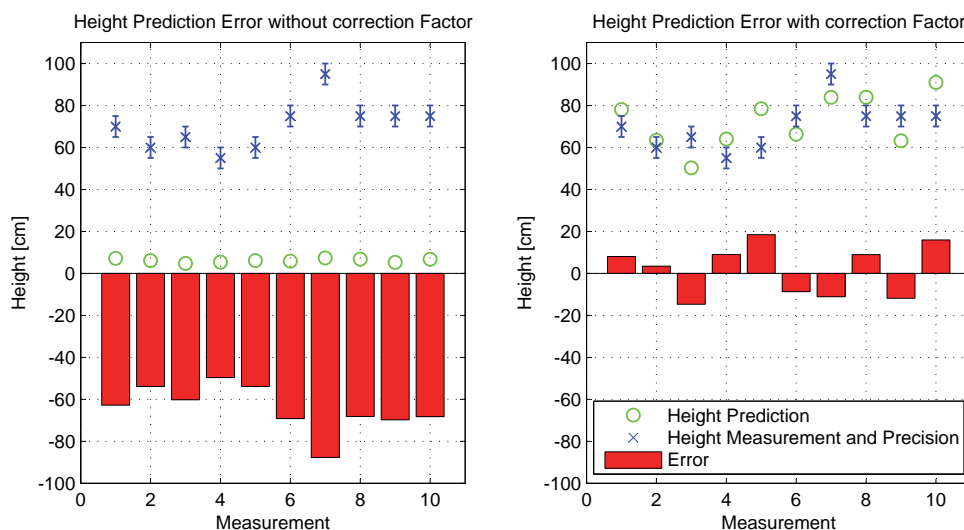 Height Prediction Error without correction Factor
Height [cm]
100
80
60
40
20
0
-20
-40
-60
-80
-100
0 2 4 6 8 10
Measurement
Height Prediction Error with correction Factor
Height [cm]
100
80
60
40
20
0
-20
-40
-60
-80
-100
0 2 4 6 8 10
Measurement
Height Prediction
Height Measurement and Precision
Error